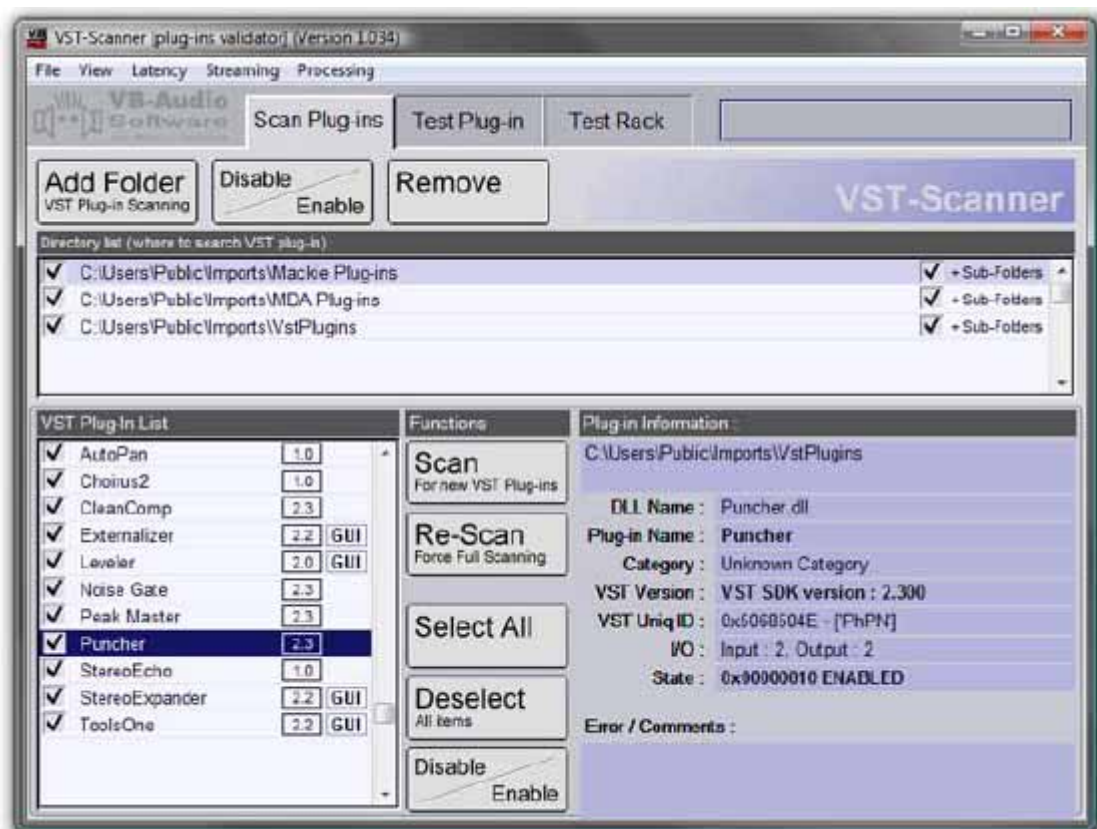 VST-Scanner [plug-ins validator] (Version 1.034)
File View Latency Streaming Processing
VB-Audio
Software
Scan Plug-ins
Test Plug-in
Test Rack
Add Folder
VST Plug-in Scanning
Disable
Enable
Remove
VST-Scanner
Directory list (where to search VST plug-in)
C:\Users\Public\Imports\Mackie Plug-ins + Sub-Folders
C:\Users\Public\Imports\MDA Plug-ins + Sub-Folders
C:\Users\Public\Imports\VstPlugins + Sub-Folders
VST Plug-In List
AutoPan 1.0
Choirus2 1.0
CleanComp 2.3
Externalizer 2.2 GUI
Leveler 2.0 GUI
Noise Gate 2.3
Peak Master 2.3
Puncher 2.3
StereoEcho 1.0
StereoExpander 2.2 GUI
ToolsOne 2.2 GUI
Functions
Scan
For new VST Plug-ins
Re-Scan
Force Full Scanning
Select All
Deselect
All items
Disable
Enable
Plug-in Information :
C:\Users\Public\Imports\VstPlugins
DLL Name : Puncher.dll
Plug-in Name : Puncher
Category : Unknown Category
VST Version : VST SDK version : 2.300
VST Uniq ID : 0x5068504E - ['PhPN]
I/O : Input : 2, Output : 2
State : 0x00000010 ENABLED
Error / Comments :